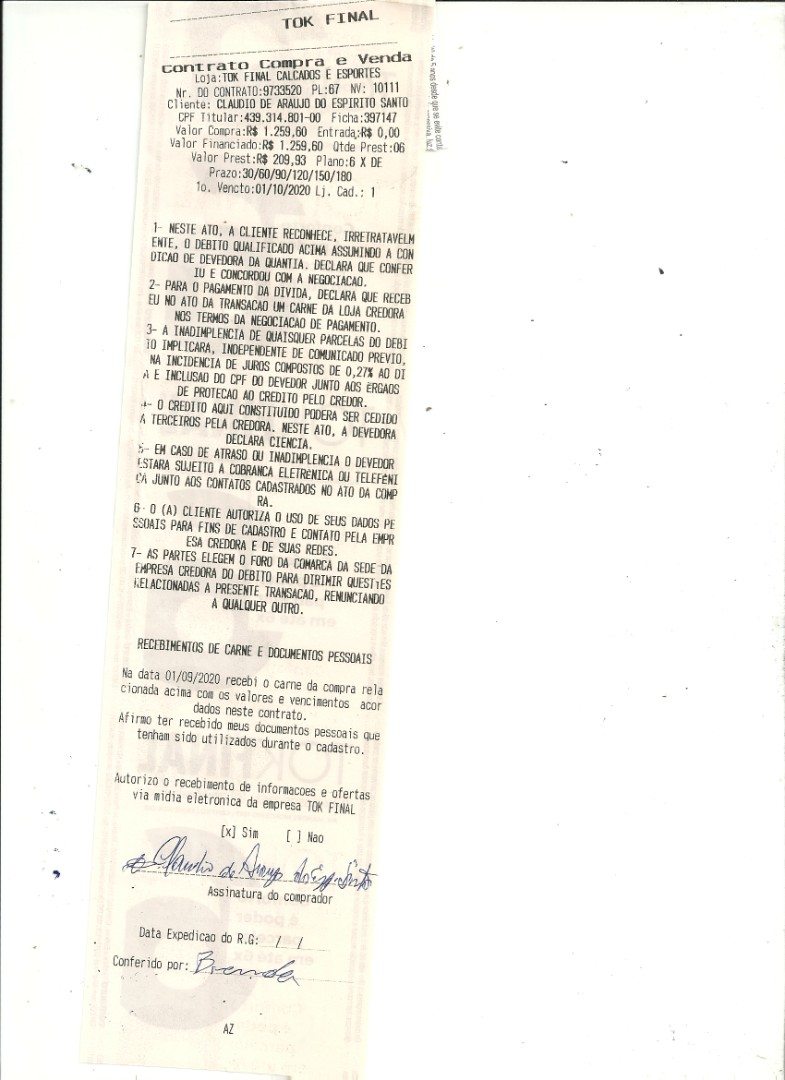 TOK FINAL
Contrato Compra e Venda
Loja:TOK FINAL CALCADOS E ESPORTES
Nr. DO CONTRATO:9733520 PL:67 NV: 10111
Cliente: CLAUDIO DE ARAUJO DO ESPIRITO SANTO
CPF Titular:439.314.801-00 Ficha:397147
Valor Compra:R$ 1.259,60 Entrada:R$ 0,00
Valor Financiado:R$ 1.259,60 Qtde Prest:06
Valor Prest:R$ 209,93 Plano:6 X DE
Prazo:30/60/90/120/150/180
1o. Vencto:01/10/2020 Lj. Cad.: 1
1- NESTE ATO, A CLIENTE RECONHECE, IRRETRATAVELM
ENTE, O DEBITO QUALIFICADO ACIMA ASSUMINDO A CON
DICAO DE DEVEDORA DA QUANTIA. DECLARA QUE CONFER
IU E CONCORDOU COM A NEGOCIACAO.
2- PARA O PAGAMENTO DA DIVIDA, DECLARA QUE RECEB
EU NO ATO DA TRANSACAO UM CARNE DA LOJA CREDORA
NOS TERMOS DA NEGOCIACAO DE PAGAMENTO.
3- A INADIMPLENCIA DE QUAISQUER PARCELAS DO DEBI
TO IMPLICARA, INDEPENDENTE DE COMUNICADO PREVIO,
NA INCIDENCIA DE JUROS COMPOSTOS DE 0,27% AO DI
A E INCLUSAO DO CPF DO DEVEDOR JUNTO AOS ERGAOS
DE PROTECAO AO CREDITO PELO CREDOR.
4- O CREDITO AQUI CONSTITUIDO PODERA SER CEDIDO
A TERCEIROS PELA CREDORA. NESTE ATO, A DEVEDORA
DECLARA CIENCIA.
5- EM CASO DE ATRASO OU INADIMPLENCIA O DEVEDOR
ESTARA SUJEITO A COBRANCA ELETRENICA OU TELEFENI
CA JUNTO AOS CONTATOS CADASTRADOS NO ATO DA COMP
RA.
6- O (A) CLIENTE AUTORIZA O USO DE SEUS DADOS PE
SSOAIS PARA FINS DE CADASTRO E CONTATO PELA EMPR
ESA CREDORA E DE SUAS REDES.
7- AS PARTES ELEGEM O FORO DA COMARCA DA SEDE DA
EMPRESA CREDORA DO DEBITO PARA DIRIMIR QUESTIES
RELACIONADAS A PRESENTE TRANSACAO, RENUNCIANDO
A QUALQUER OUTRO.
RECEBIMENTOS DE CARNE E DOCUMENTOS PESSOAIS
Na data 01/09/2020 recebi o carne da compra rela
cionada acima com os valores e vencimentos acor
dados neste contrato.
Afirmo ter recebido meus documentos pessoais que
tenham sido utilizados durante o cadastro.
Autorizo o recebimento de informacoes e ofertas
via midia eletronica da empresa TOK FINAL
[x] Sim [ ] Nao
Claudio de Araujo do Esp. Santo
Assinatura do comprador
Data Expedicao do R.G: / /
Conferido por: Brenda
AZ